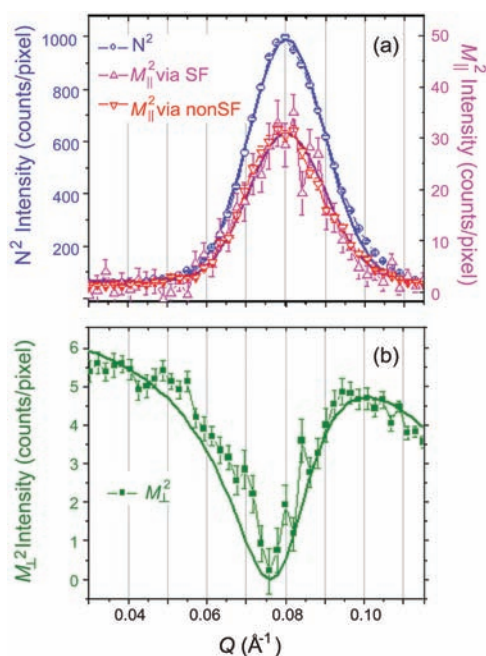 (a)
N²
M∥² via SF
M∥² via nonSF
N² Intensity (counts/pixel)
1000
800
600
400
200
50
40
30
20
10
0
M∥² Intensity (counts/pixel)
(b)
M⊥²
M⊥² Intensity (counts/pixel)
6
5
4
3
2
1
0
0.04 0.06 0.08 0.10
Q (Å⁻¹)